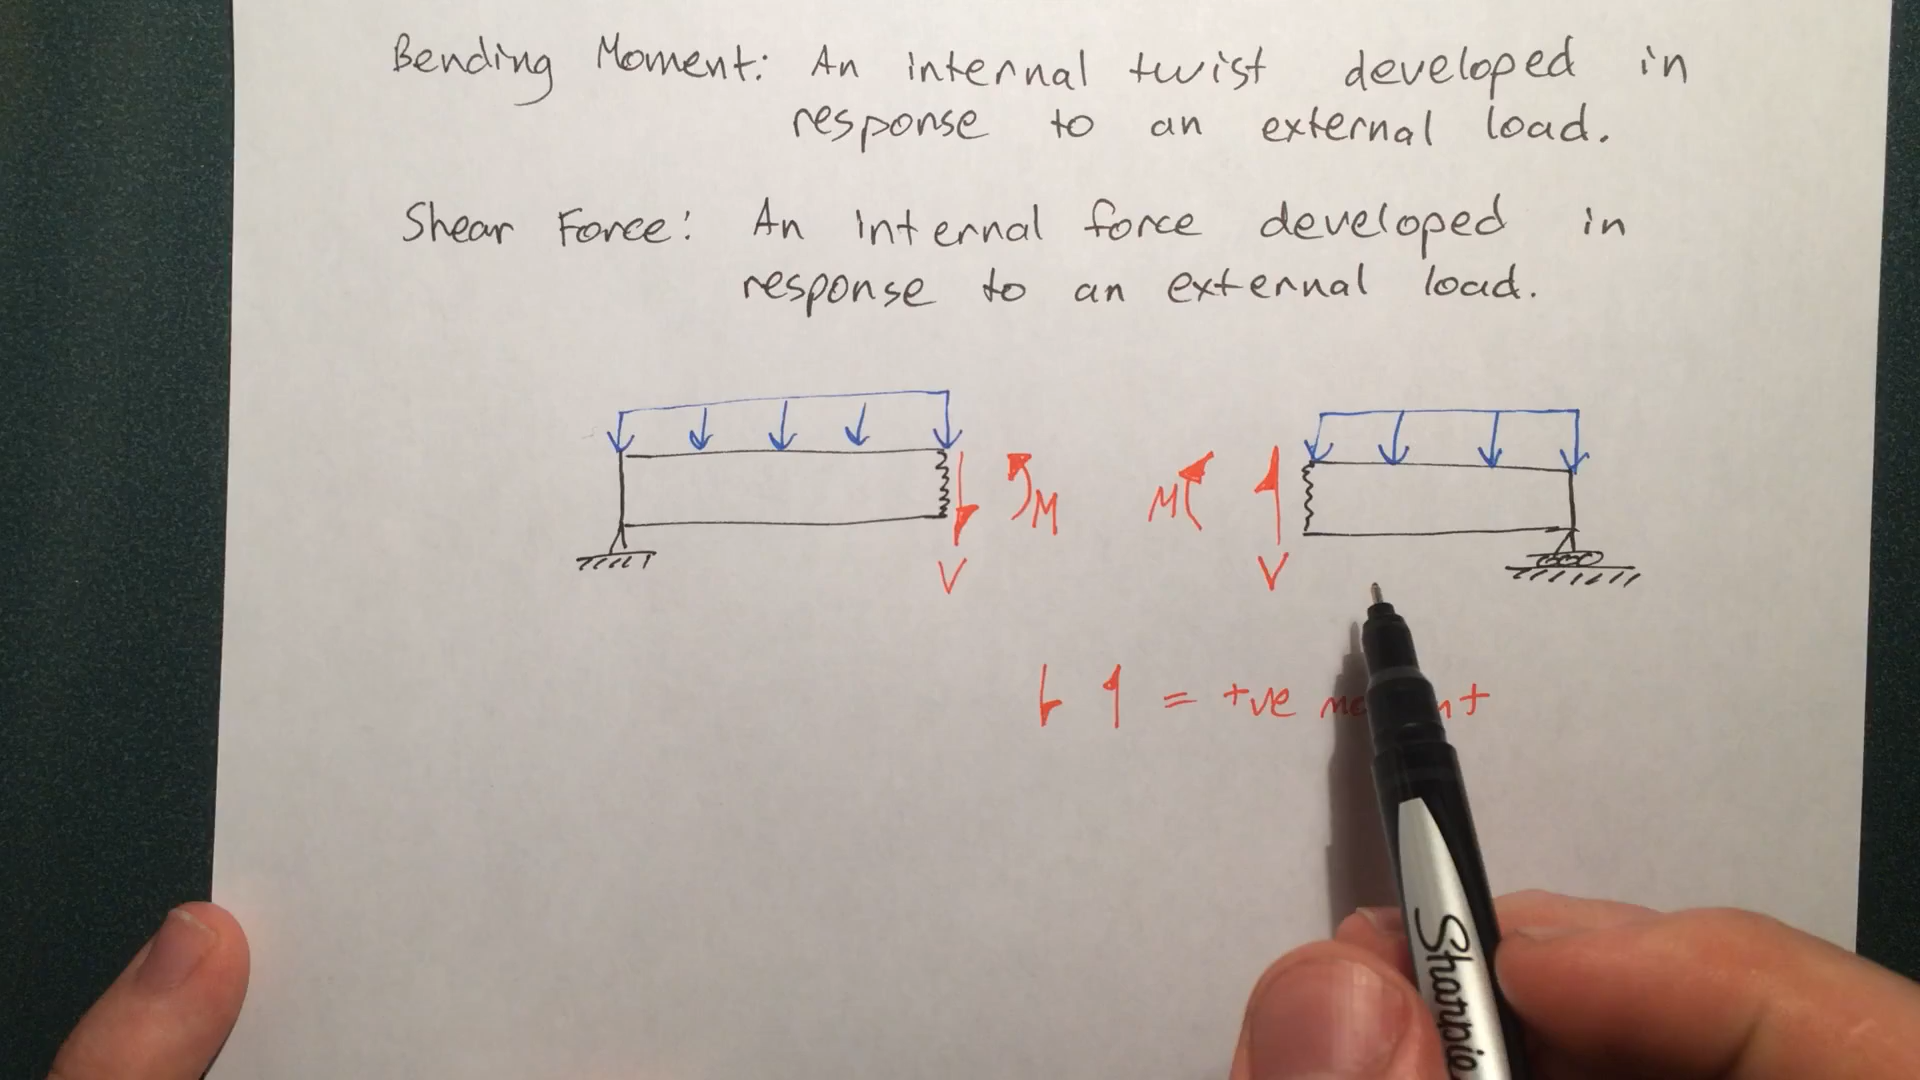 Bending Moment: An internal twist developed in
response to an external load.
Shear Force: An internal force developed in
response to an external load.
M M
V V
= +ve
Sharpie